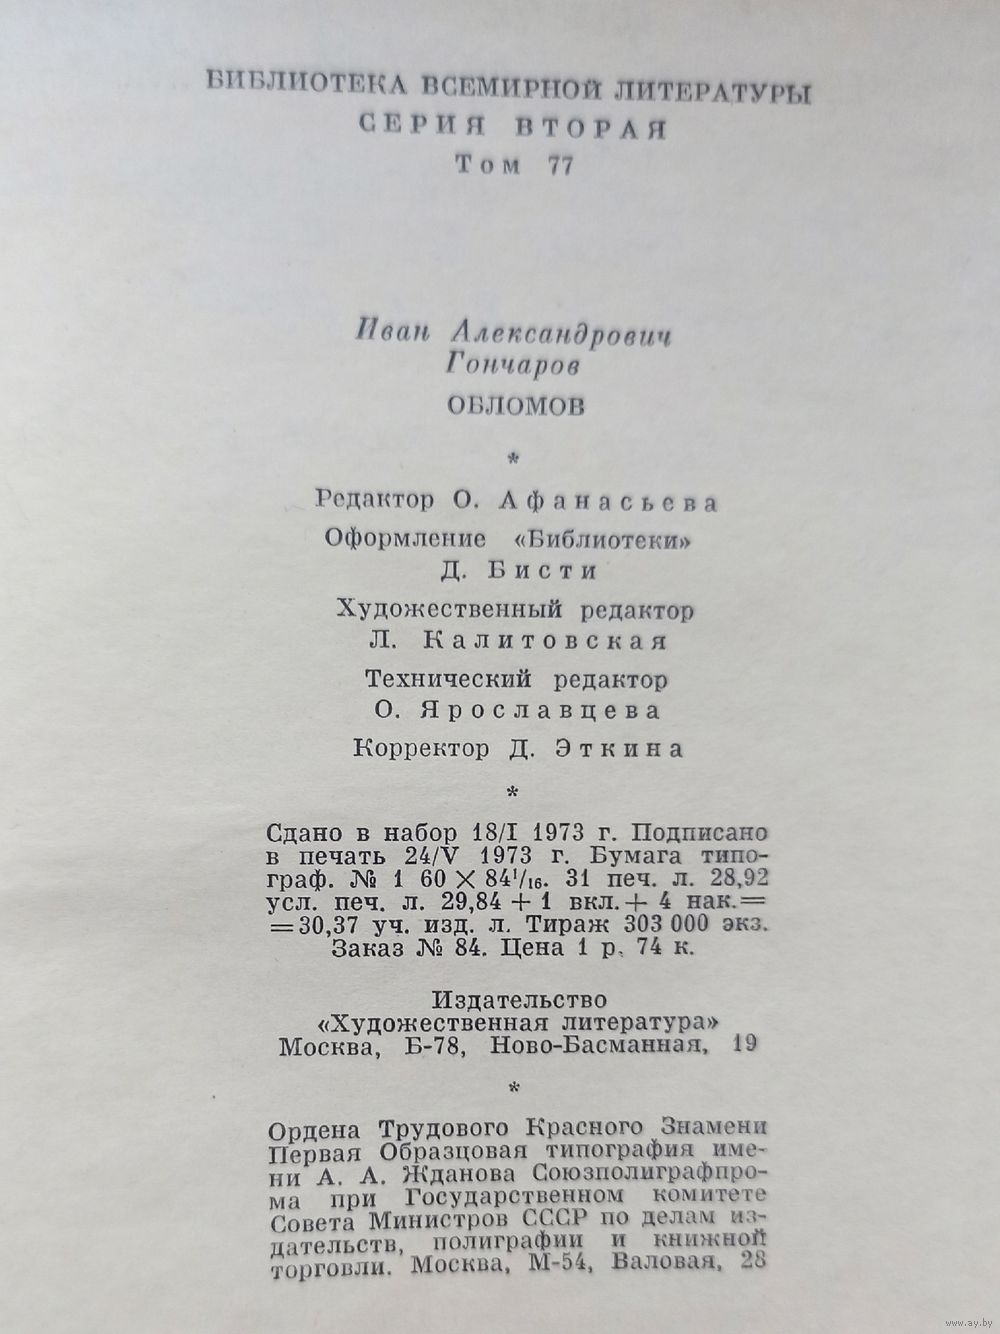 БИБЛИОТЕКА ВСЕМИРНОЙ ЛИТЕРАТУРЫ
СЕРИЯ ВТОРАЯ
Том 77
Иван Александрович
Гончаров
ОБЛОМОВ
*
Редактор О. Афанасьева
Оформление «Библиотеки»
Д. Бисти
Художественный редактор
Л. Калитовская
Технический редактор
О. Ярославцева
Корректор Д. Эткина
*
Сдано в набор 18/I 1973 г. Подписано
в печать 24/V 1973 г. Бумага типо-
граф. № 1 60 × 84¹/₁₆. 31 печ. л. 28,92
усл. печ. л. 29,84 + 1 вкл. + 4 нак. =
= 30,37 уч. изд. л. Тираж 303 000 экз.
Заказ № 84. Цена 1 р. 74 к.
Издательство
«Художественная литература»
Москва, Б-78, Ново-Басманная, 19
*
Ордена Трудового Красного Знамени
Первая Образцовая типография име-
ни А. А. Жданова Союзполиграфпро-
ма при Государственном комитете
Совета Министров СССР по делам из-
дательств, полиграфии и книжной
торговли. Москва, М-54, Валовая, 28
www.ay.by